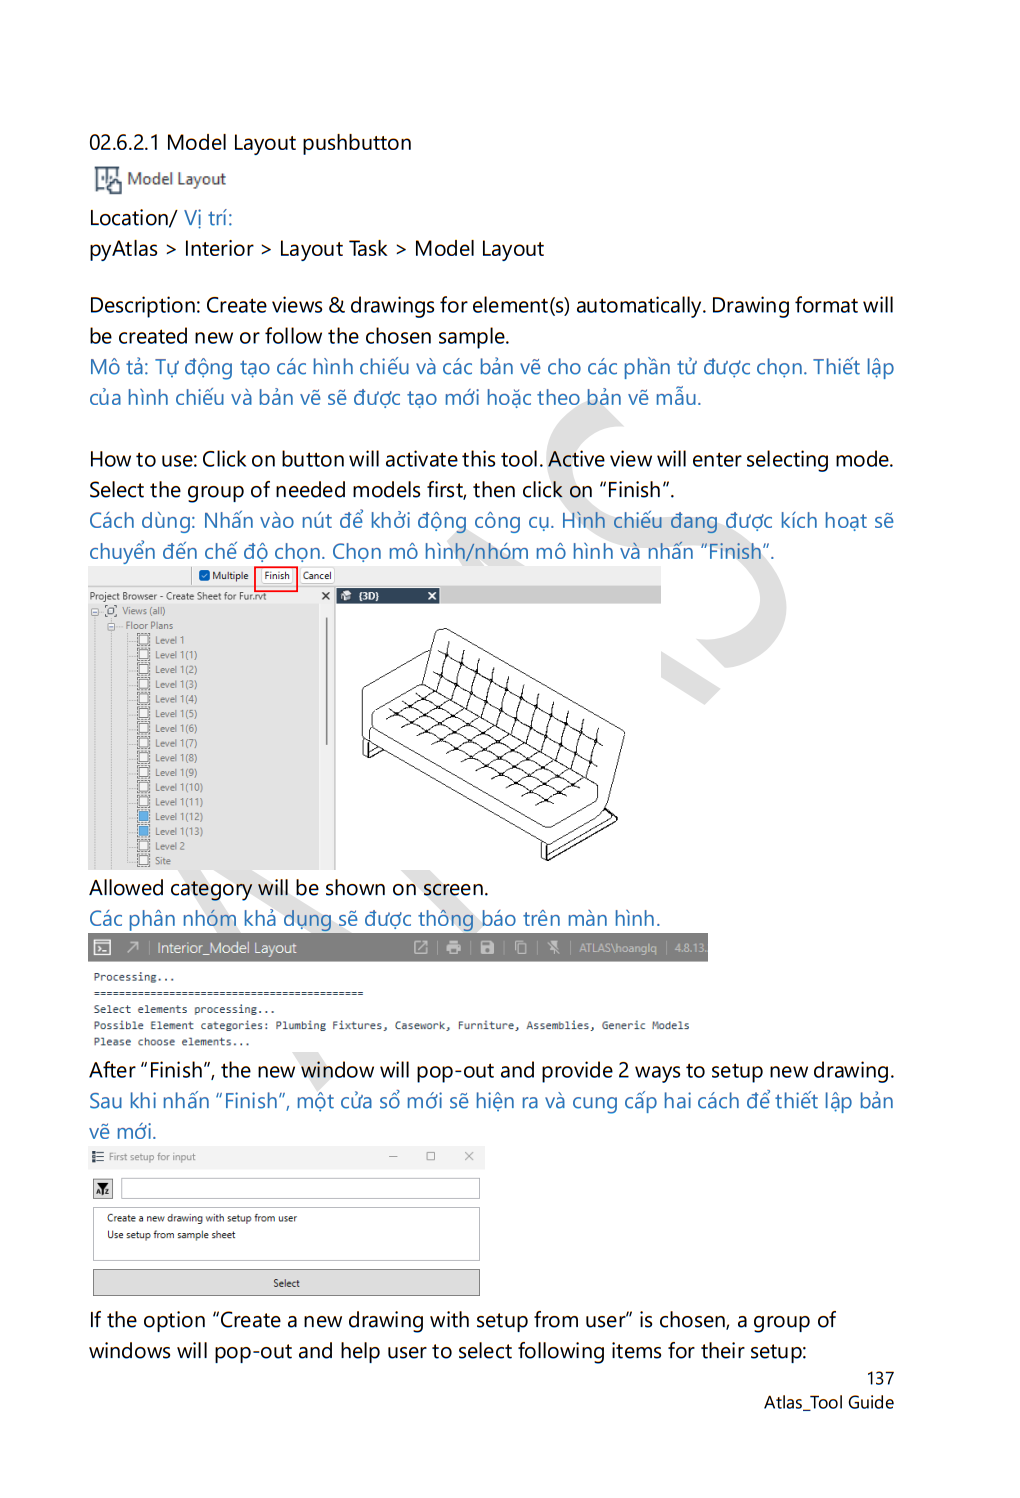 02.6.2.1 Model Layout pushbutton
Model Layout
Location/ Vị trí:
pyAtlas > Interior > Layout Task > Model Layout
Description: Create views & drawings for element(s) automatically. Drawing format will
be created new or follow the chosen sample.
Mô tả: Tự động tạo các hình chiếu và các bản vẽ cho các phần tử được chọn. Thiết lập
của hình chiếu và bản vẽ sẽ được tạo mới hoặc theo bản vẽ mẫu.
How to use: Click on button will activate this tool. Active view will enter selecting mode.
Select the group of needed models first, then click on “Finish”.
Cách dùng: Nhấn vào nút để khởi động công cụ. Hình chiếu đang được kích hoạt sẽ
chuyển đến chế độ chọn. Chọn mô hình/nhóm mô hình và nhấn “Finish”.
Multiple Finish Cancel
Project Browser - Create Sheet for Fur.rvt
{3D}
Views (all)
Floor Plans
Level 1
Level 1(1)
Level 1(2)
Level 1(3)
Level 1(4)
Level 1(5)
Level 1(6)
Level 1(7)
Level 1(8)
Level 1(9)
Level 1(10)
Level 1(11)
Level 1(12)
Level 1(13)
Level 2
Site
Allowed category will be shown on screen.
Các phân nhóm khả dụng sẽ được thông báo trên màn hình.
Interior_Model Layout ATLAS\hoanglq 4.8.13.
Processing...
===========================================
Select elements processing...
Possible Element categories: Plumbing Fixtures, Casework, Furniture, Assemblies, Generic Models
Please choose elements...
After “Finish”, the new window will pop-out and provide 2 ways to setup new drawing.
Sau khi nhấn “Finish”, một cửa sổ mới sẽ hiện ra và cung cấp hai cách để thiết lập bản
vẽ mới.
First setup for input
Create a new drawing with setup from user
Use setup from sample sheet
Select
If the option “Create a new drawing with setup from user” is chosen, a group of
windows will pop-out and help user to select following items for their setup:
137
Atlas_Tool Guide